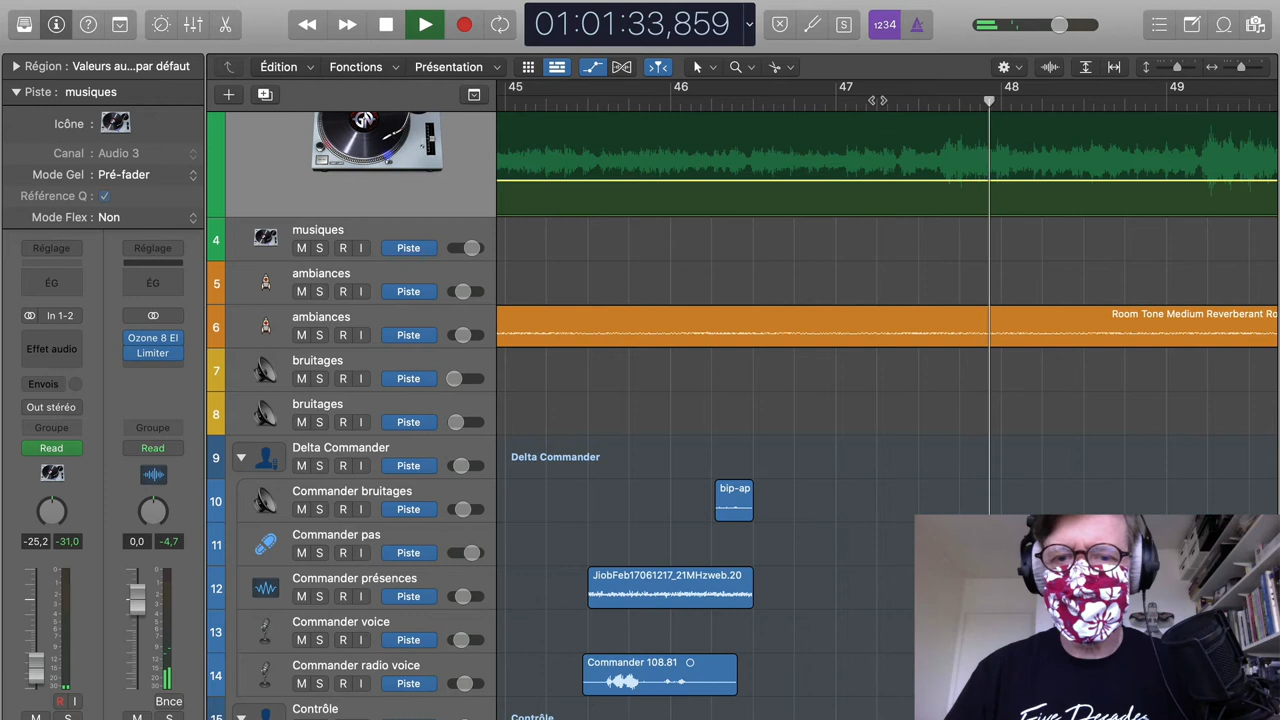 01:01:33,859
1234
Région: Valeurs au...par défaut
Édition
Fonctions
Présentation
Piste : musiques
45
46
47
48
49
Icône :
Canal : Audio 3
Mode Gel : Pré-fader
Référence Q :
Mode Flex : Non
Réglage
Réglage
ÉG
ÉG
In 1-2
Effet audio
Ozone 8 El
Limiter
Envois
Out stéréo
Groupe
Groupe
Read
Read
-25,2
-31,0
0,0
-4,7
R I
Bnce
M S
M
4
musiques
M S R I Piste
5
ambiances
M S R I Piste
6
ambiances
M S R I Piste
Room Tone Medium Reverberant Ro
7
bruitages
M S R I Piste
8
bruitages
M S R I Piste
9
Delta Commander
M S R I Piste
Delta Commander
10
Commander bruitages
M S R I Piste
bip-ap
11
Commander pas
M S R I Piste
12
Commander présences
M S R I Piste
JiobFeb17061217_21MHzweb.20
13
Commander voice
M S R I Piste
14
Commander radio voice
M S R I Piste
Commander 108.81
15
Contrôle
Contrôle
Five Decades